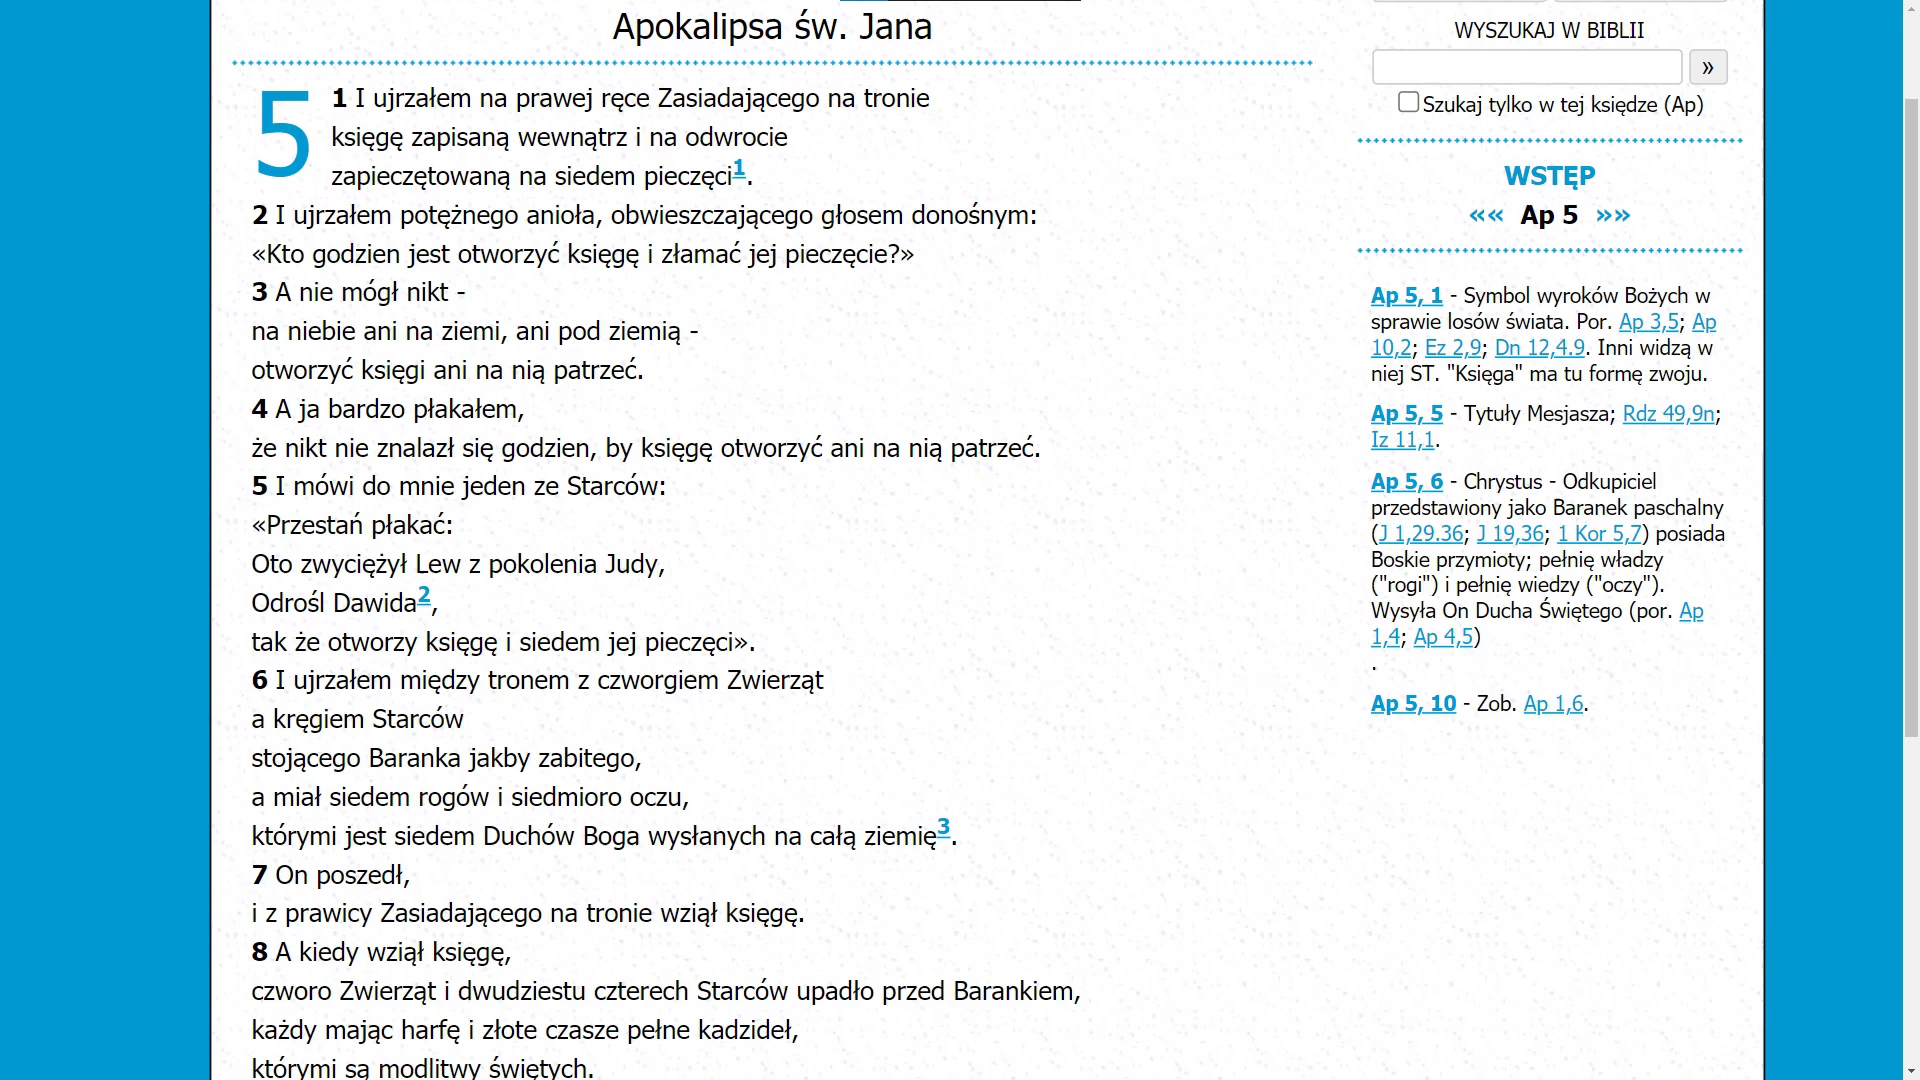 Apokalipsa św. Jana
5
1 I ujrzałem na prawej ręce Zasiadającego na tronie
księgę zapisaną wewnątrz i na odwrocie
zapieczętowaną na siedem pieczęci1.
2 I ujrzałem potężnego anioła, obwieszczającego głosem donośnym:
«Kto godzien jest otworzyć księgę i złamać jej pieczęcie?»
3 A nie mógł nikt -
na niebie ani na ziemi, ani pod ziemią -
otworzyć księgi ani na nią patrzeć.
4 A ja bardzo płakałem,
że nikt nie znalazł się godzien, by księgę otworzyć ani na nią patrzeć.
5 I mówi do mnie jeden ze Starców:
«Przestań płakać:
Oto zwyciężył Lew z pokolenia Judy,
Odrośl Dawida2,
tak że otworzy księgę i siedem jej pieczęci».
6 I ujrzałem między tronem z czworgiem Zwierząt
a kręgiem Starców
stojącego Baranka jakby zabitego,
a miał siedem rogów i siedmioro oczu,
którymi jest siedem Duchów Boga wysłanych na całą ziemię3.
7 On poszedł,
i z prawicy Zasiadającego na tronie wziął księgę.
8 A kiedy wziął księgę,
czworo Zwierząt i dwudziestu czterech Starców upadło przed Barankiem,
każdy mając harfę i złote czasze pełne kadzideł,
którymi są modlitwy świętych.
WYSZUKAJ W BIBLII
»
Szukaj tylko w tej księdze (Ap)
WSTĘP
«« Ap 5 »»
Ap 5, 1 - Symbol wyroków Bożych w
sprawie losów świata. Por. Ap 3,5; Ap
10,2; Ez 2,9; Dn 12,4.9. Inni widzą w
niej ST. "Księga" ma tu formę zwoju.
Ap 5, 5 - Tytuły Mesjasza; Rdz 49,9n;
Iz 11,1.
Ap 5, 6 - Chrystus - Odkupiciel
przedstawiony jako Baranek paschalny
(J 1,29.36; J 19,36; 1 Kor 5,7) posiada
Boskie przymioty; pełnię władzy
("rogi") i pełnię wiedzy ("oczy").
Wysyła On Ducha Świętego (por. Ap
1,4; Ap 4,5)
.
Ap 5, 10 - Zob. Ap 1,6.